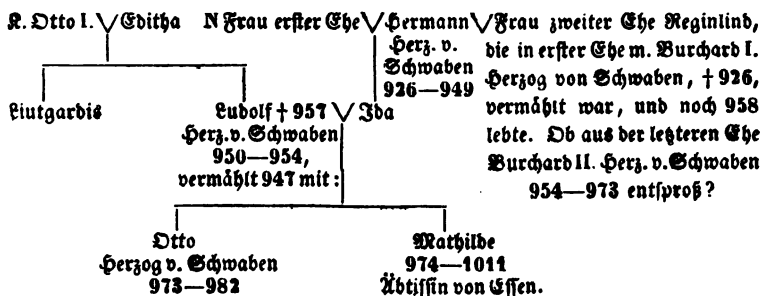 K. Otto I. Editha N Frau erster Ehe Hermann Frau zweiter Ehe Reginlind,
Herz. v.
Schwaben
926—949
die in erster Ehe m. Burchard I.
Herzog von Schwaben, † 926,
vermählt war, und noch 958
lebte. Ob aus der letzteren Ehe
Burchard II. Herz. v. Schwaben
954—973 entsproß?
Liutgardis
Ludolf † 957 Ida
Herz. v. Schwaben
950—954,
vermählt 947 mit:
Otto
Herzog v. Schwaben
973—982
Mathilde
974—1011
Äbtissin von Essen.